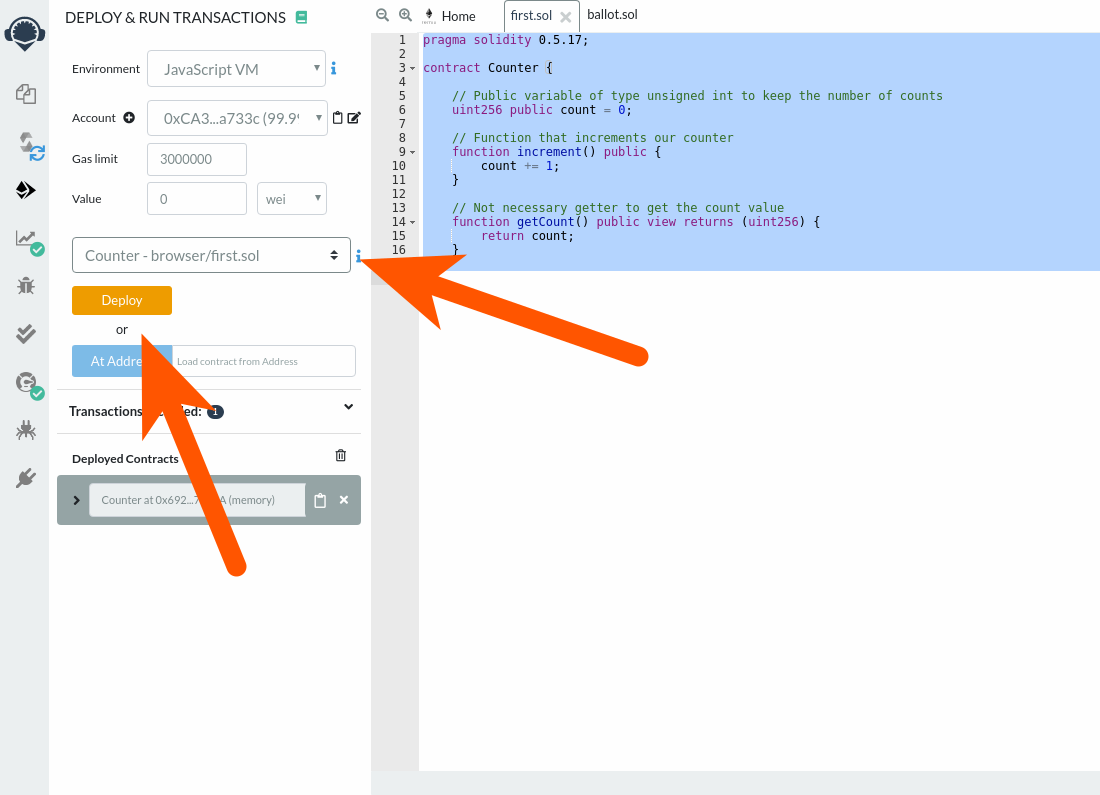 DEPLOY & RUN TRANSACTIONS
Environment JavaScript VM
Account 0xCA3...a733c (99.9
Gas limit 3000000
Value 0 wei
Counter - browser/first.sol
Deploy
or
At Addre Load contract from Address
Transactions ed: 1
Deployed Contracts
Counter at 0x692...7 A (memory)
Home first.sol ballot.sol
1 pragma solidity 0.5.17;
2
3 contract Counter {
4
5 // Public variable of type unsigned int to keep the number of counts
6 uint256 public count = 0;
7
8 // Function that increments our counter
9 function increment() public {
10 count += 1;
11 }
12
13 // Not necessary getter to get the count value
14 function getCount() public view returns (uint256) {
15 return count;
16 }